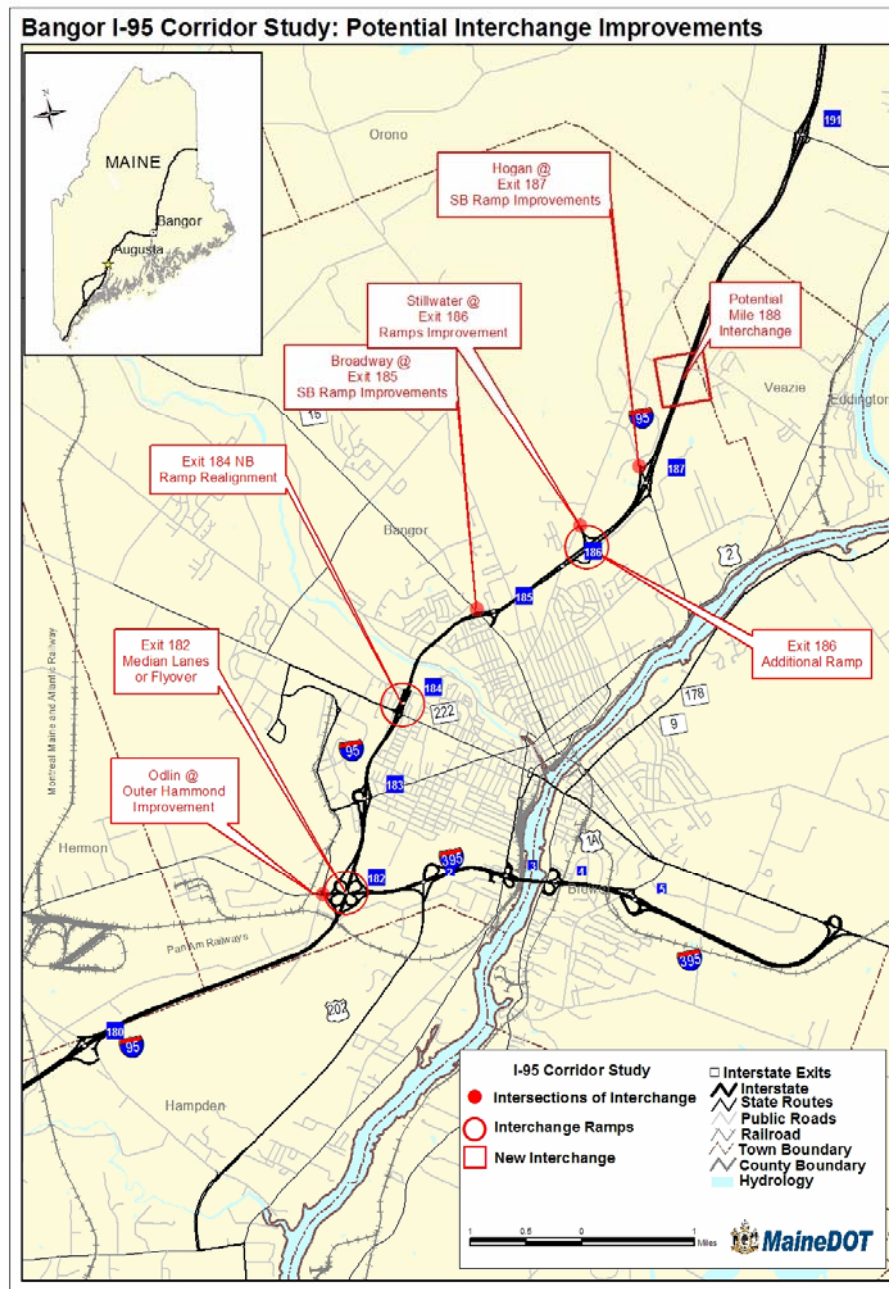 Bangor I-95 Corridor Study: Potential Interchange Improvements
N
MAINE
Bangor
Augusta
Orono
191
Hogan @
Exit 187
SB Ramp Improvements
Stillwater @
Exit 186
Ramps Improvement
Potential
Mile 188
Interchange
Broadway @
Exit 185
SB Ramp Improvements
Veazie
Eddington
15
95
187
Exit 184 NB
Ramp Realignment
Bangor
186
2
185
Exit 182
Median Lanes
or Flyover
Exit 186
Additional Ramp
Montreal Maine and Atlantic Railway
184
222
178
9
95
Odlin @
Outer Hammond
Improvement
183
1A
Hermon
182
395
2
3
4
5
Pan Am Railways
395
202
180
95
Hampden
I-95 Corridor Study
Intersections of Interchange
Interchange Ramps
New Interchange
Interstate Exits
Interstate
State Routes
Public Roads
Railroad
Town Boundary
County Boundary
Hydrology
1 0.5 0 1
Miles
MaineDOT